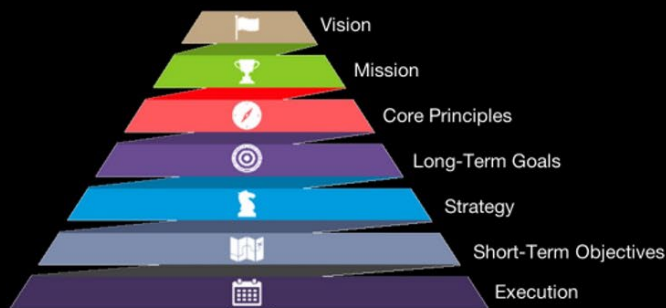 Vision
Mission
Core Principles
Long-Term Goals
Strategy
Short-Term Objectives
Execution